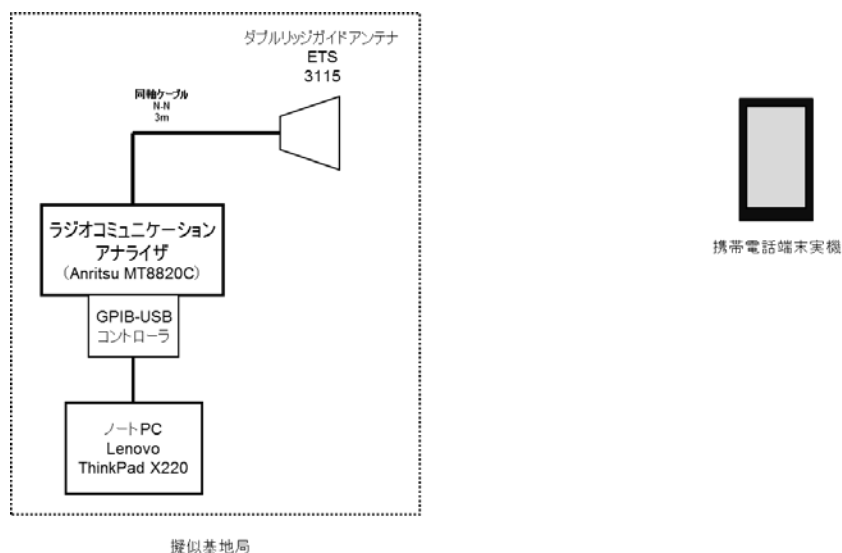 ダブルリッジガイドアンテナ
ETS
3115
同軸ケーブル
N-N
3m
ラジオコミュニケーション
アナライザ
(Anritsu MT8820C)
GPIB-USB
コントローラ
ノートPC
Lenovo
ThinkPad X220
擬似基地局
携帯電話端末実機